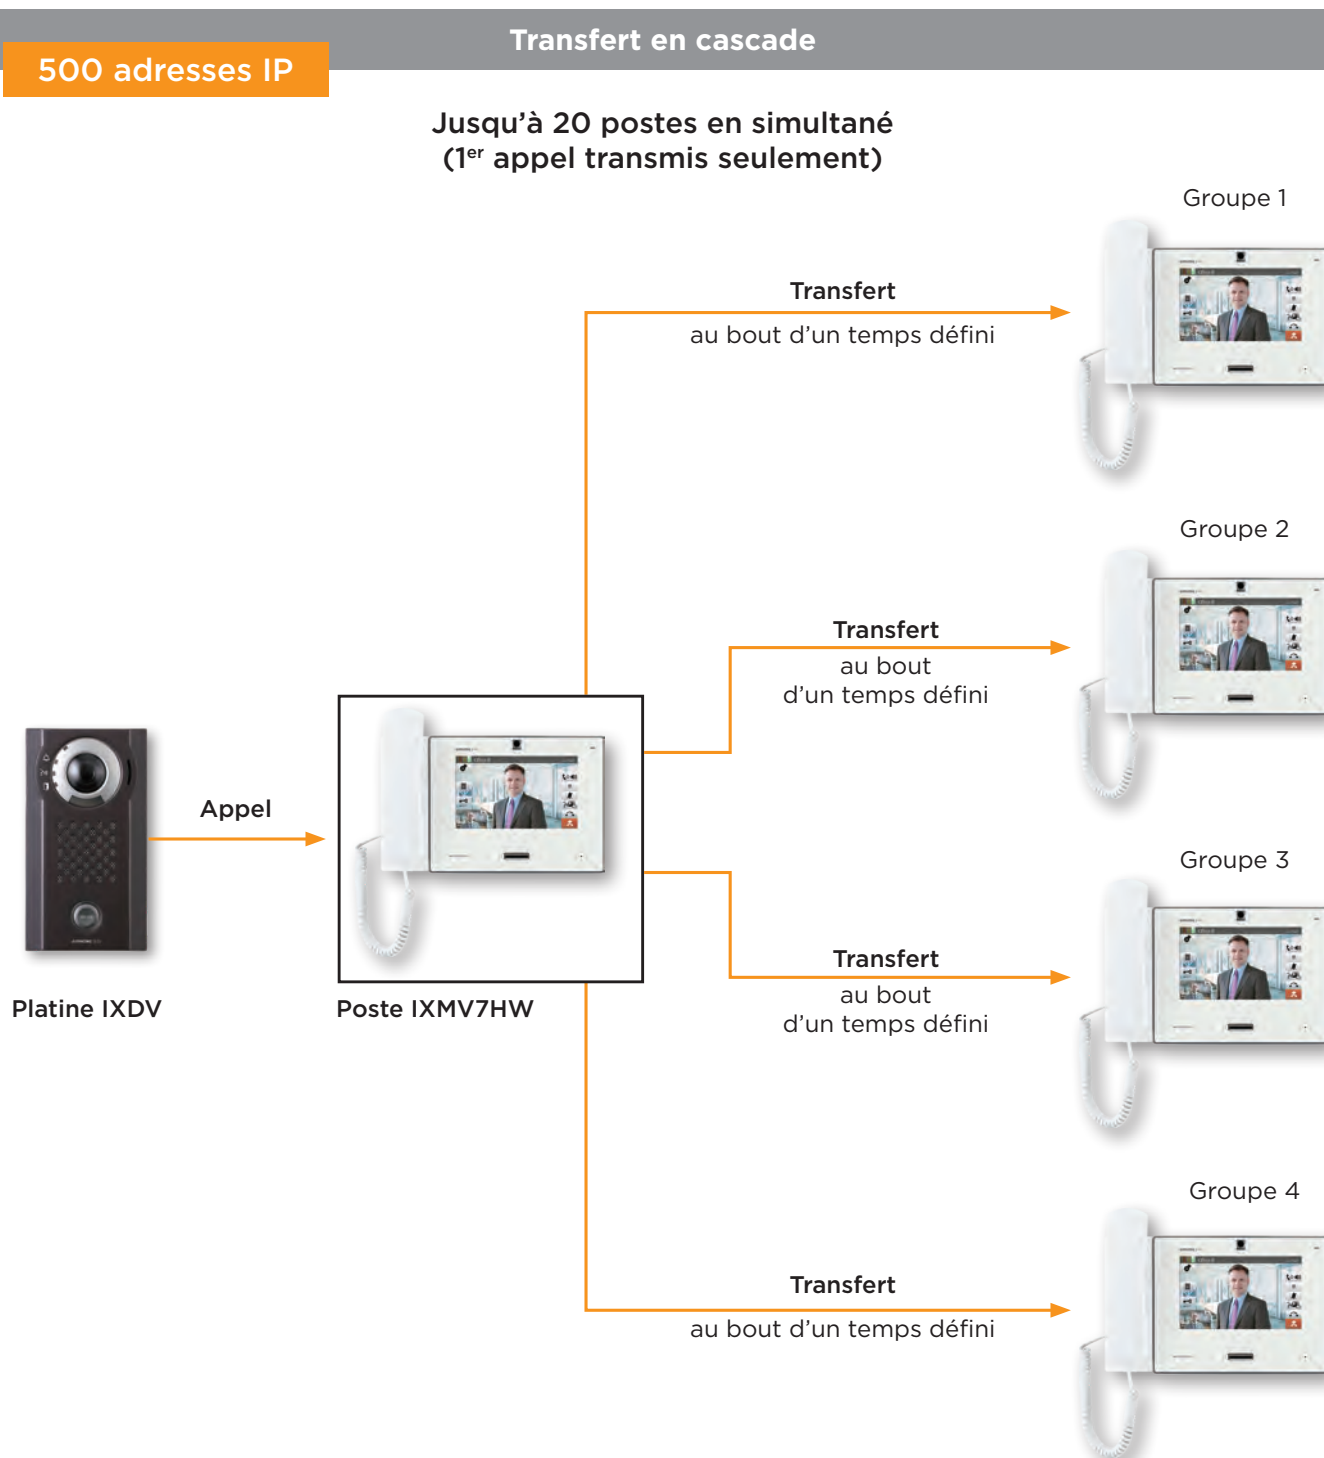 Transfert en cascade
500 adresses IP
Jusqu’à 20 postes en simultané
(1er appel transmis seulement)
Groupe 1
Transfert
au bout d’un temps défini
Groupe 2
Transfert
au bout
d’un temps défini
Appel
Platine IXDV
Poste IXMV7HW
Groupe 3
Transfert
au bout
d’un temps défini
Groupe 4
Transfert
au bout d’un temps défini